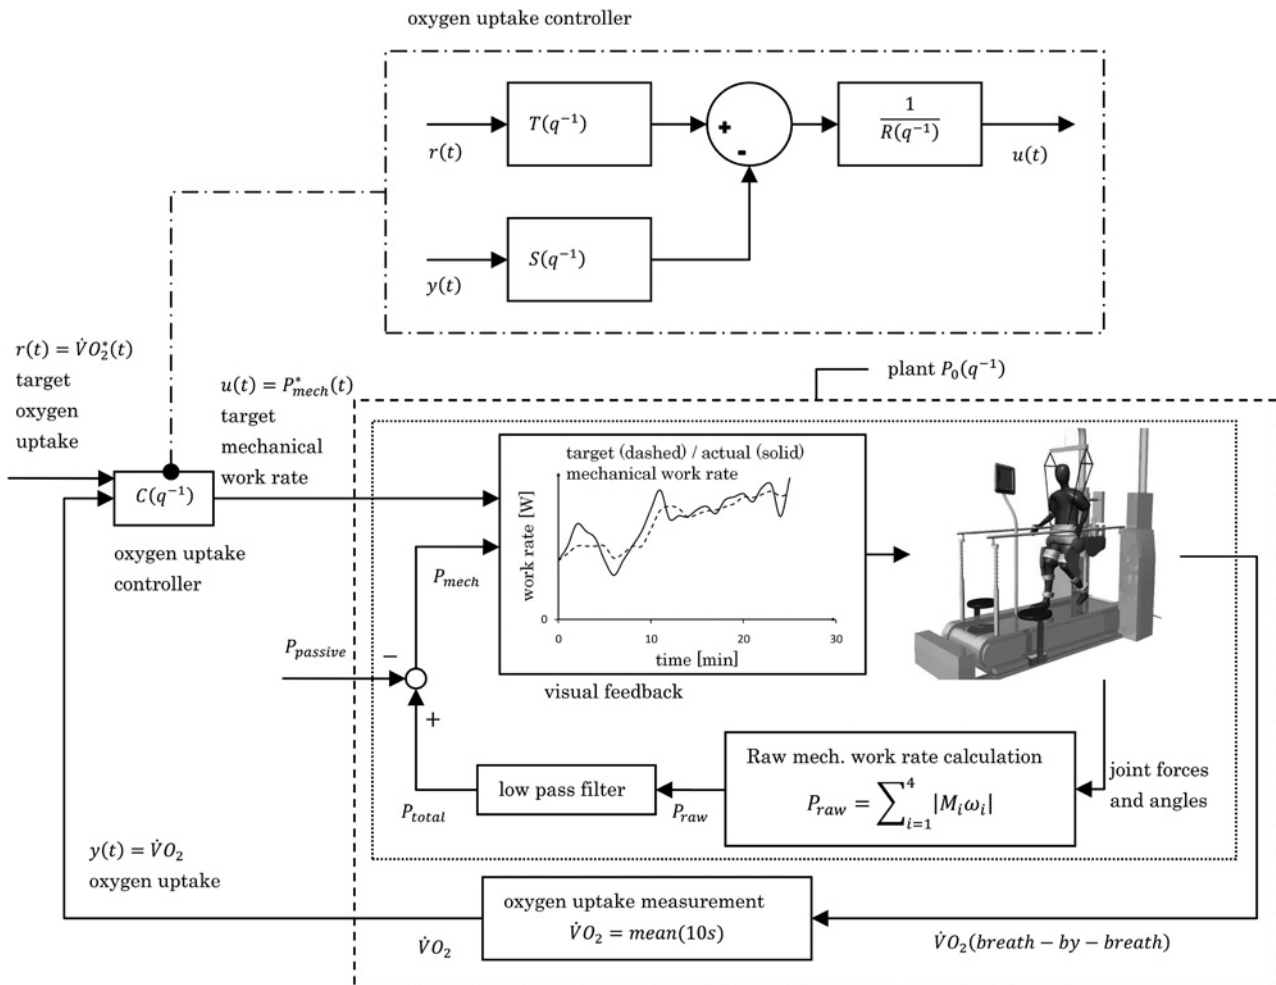 oxygen uptake controller
T(q⁻¹)
+
-
1
R(q⁻¹)
r(t)
u(t)
S(q⁻¹)
y(t)
r(t) = V̇O₂*(t)
target
oxygen
uptake
u(t) = P*mech(t)
target
mechanical
work rate
plant P₀(q⁻¹)
C(q⁻¹)
oxygen uptake
controller
target (dashed) / actual (solid)
mechanical work rate
work rate [W]
0
0 10 20 30
time [min]
visual feedback
Pmech
Ppassive
−
+
Raw mech. work rate calculation
Praw = ∑⁴ᵢ₌₁|Mᵢωᵢ|
joint forces
and angles
low pass filter
Ptotal
Praw
y(t) = V̇O₂
oxygen uptake
oxygen uptake measurement
V̇O₂ = mean(10s)
V̇O₂
V̇O₂(breath − by − breath)